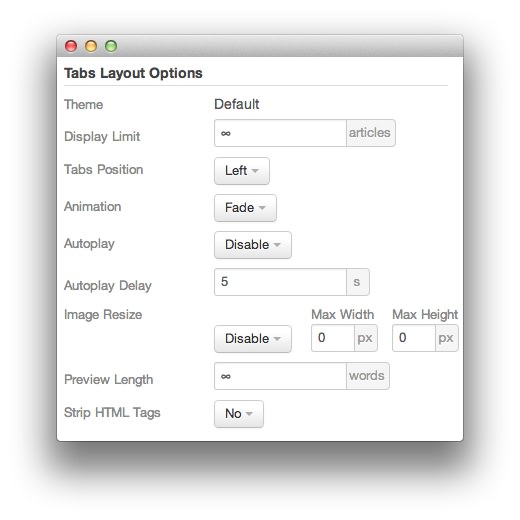 Tabs Layout Options
Theme Default
Display Limit ∞ articles
Tabs Position Left
Animation Fade
Autoplay Disable
Autoplay Delay 5 s
Image Resize Max Width Max Height
Disable 0 px 0 px
Preview Length ∞ words
Strip HTML Tags No